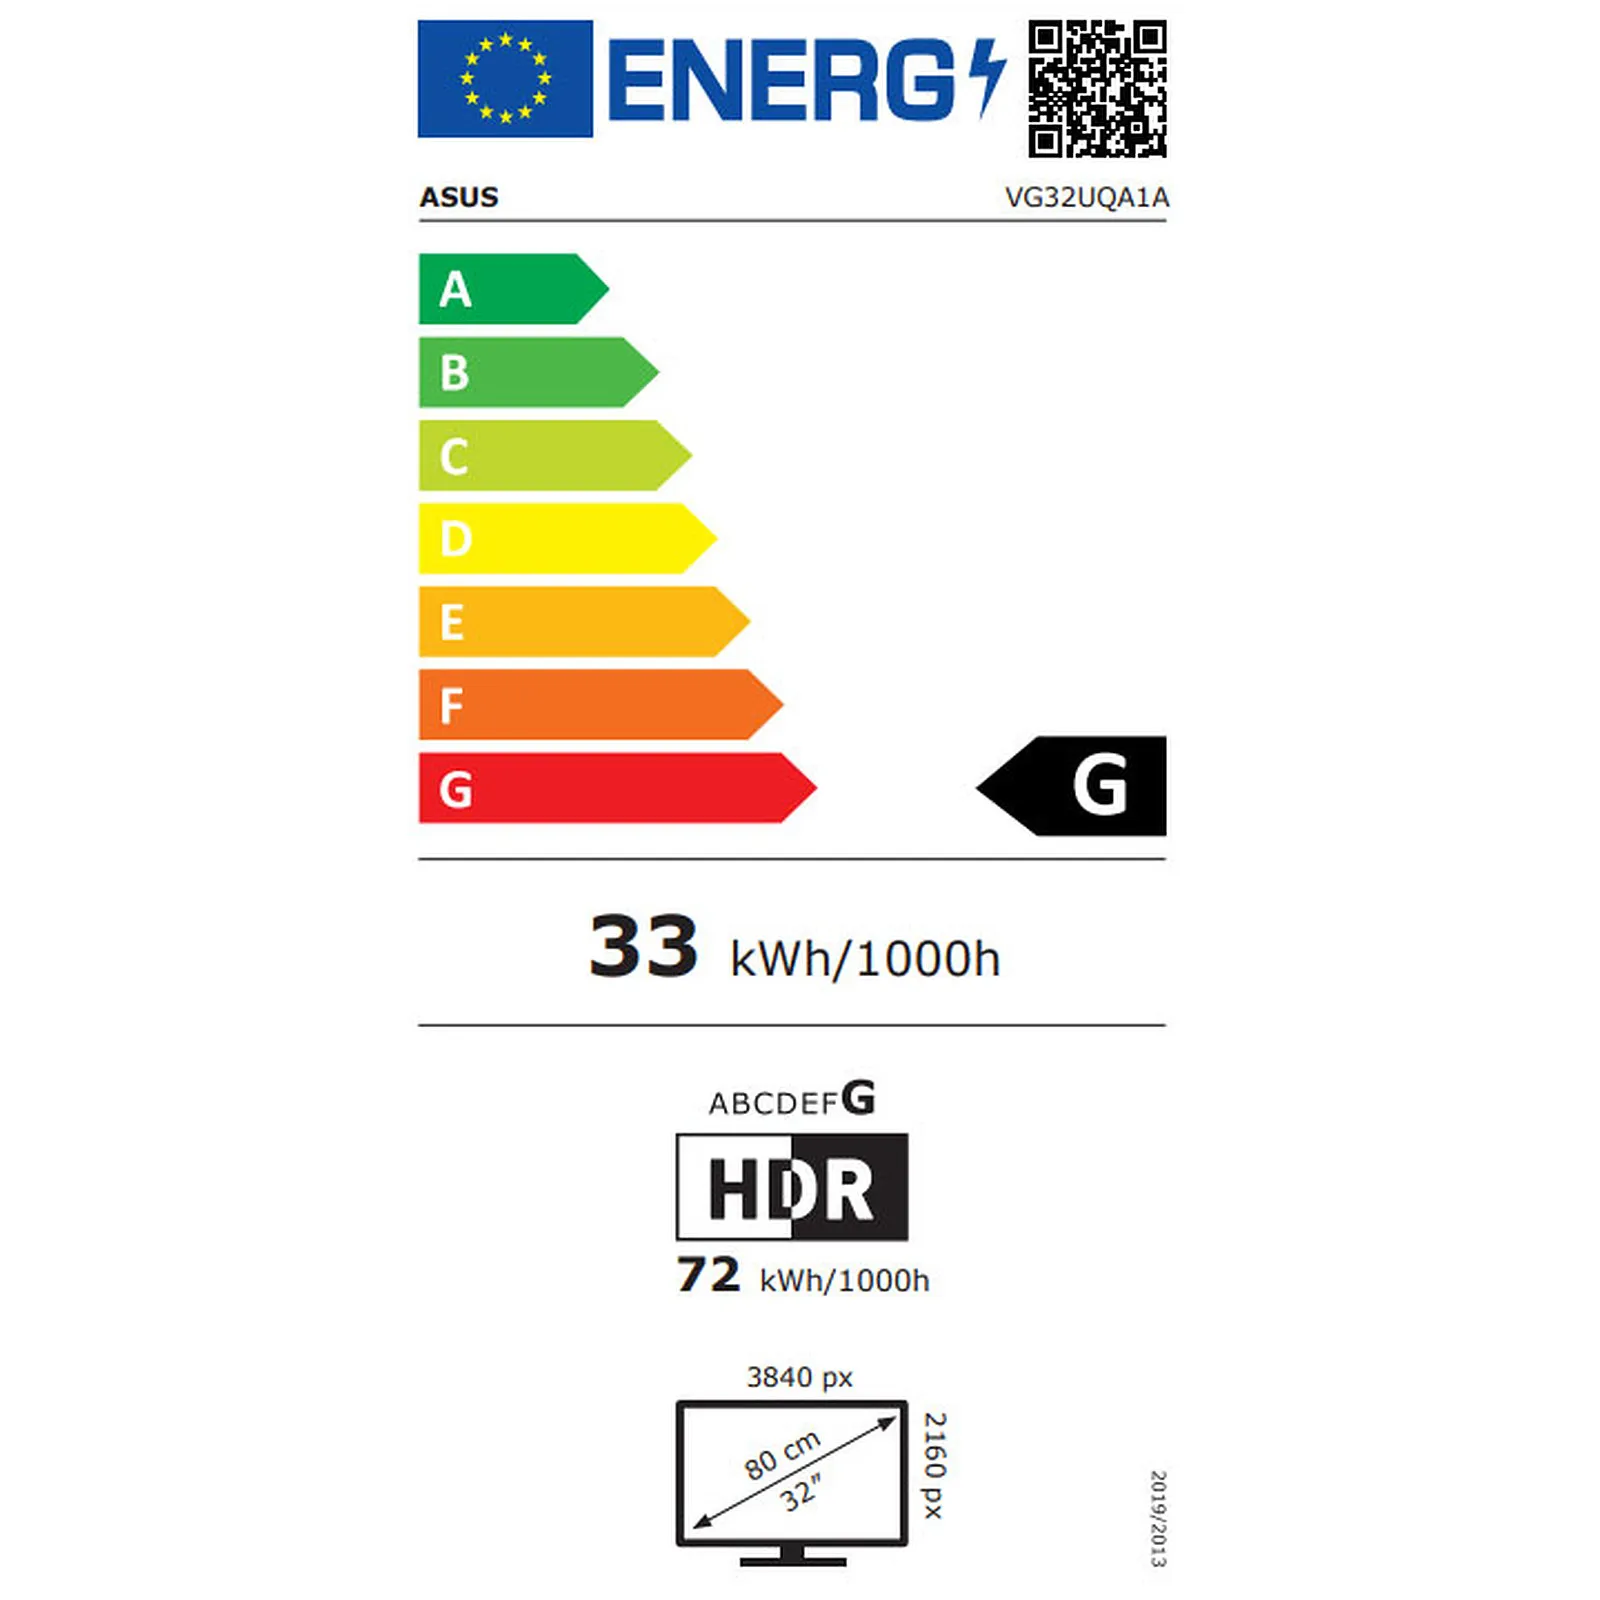 ENERG
ASUS VG32UQA1A
A
B
C
D
E
F
G
G
33 kWh/1000h
ABCDEFG
HDR
72 kWh/1000h
3840 px
80 cm
32"
2160 px
2019/2013